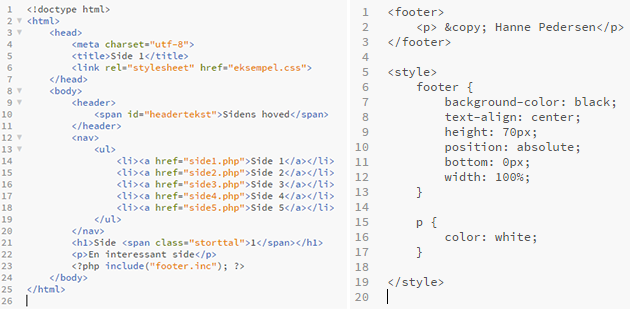 1 <!doctype html>
2 <html>
3 <head>
4 <meta charset="utf-8">
5 <title>Side 1</title>
6 <link rel="stylesheet" href="eksempel.css">
7 </head>
8 <body>
9 <header>
10 <span id="headertekst">Sidens hoved</span>
11 </header>
12 <nav>
13 <ul>
14 <li><a href="side1.php">Side 1</a></li>
15 <li><a href="side2.php">Side 2</a></li>
16 <li><a href="side3.php">Side 3</a></li>
17 <li><a href="side4.php">Side 4</a></li>
18 <li><a href="side5.php">Side 5</a></li>
19 </ul>
20 </nav>
21 <h1>Side <span class="storttal">1</span></h1>
22 <p>En interessant side</p>
23 <?php include("footer.inc"); ?>
24 </body>
25 </html>
26
1 <footer>
2 <p> &copy; Hanne Pedersen</p>
3 </footer>
4
5 <style>
6 footer {
7 background-color: black;
8 text-align: center;
9 height: 70px;
10 position: absolute;
11 bottom: 0px;
12 width: 100%;
13 }
14
15 p {
16 color: white;
17 }
18
19 </style>
20